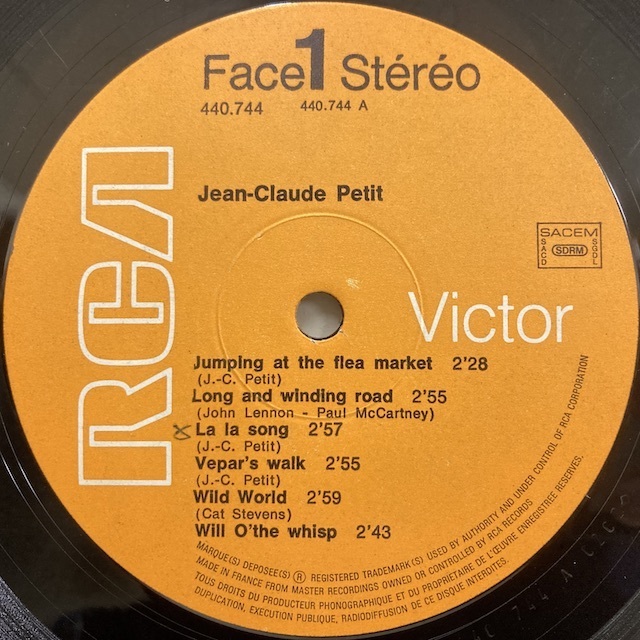 Face 1 Stéréo
440.744 440.744 A
RCA
Jean-Claude Petit
SACEM
SACD
SDRM
SGDL
Victor
Jumping at the flea market 2'28
(J.-C. Petit)
Long and winding road 2'55
(John Lennon - Paul McCartney)
La la song 2'57
(J.-C. Petit)
Vepar's walk 2'55
(J.-C. Petit)
Wild World 2'59
(Cat Stevens)
Will O'the whisp 2'43
MARQUE(S) DEPOSEE(S) ® REGISTERED TRADEMARK(S) USED BY AUTHORITY AND UNDER CONTROL OF RCA CORPORATION
MADE IN FRANCE FROM MASTER RECORDINGS OWNED OR CONTROLLED BY RCA RECORDS
TOUS DROITS DU PRODUCTEUR PHONOGRAPHIQUE ET DU PROPRIETAIRE DE L'ŒUVRE ENREGISTREE RESERVES.
DUPLICATION, EXECUTION PUBLIQUE, RADIODIFFUSION DE CE DISQUE INTERDITES.